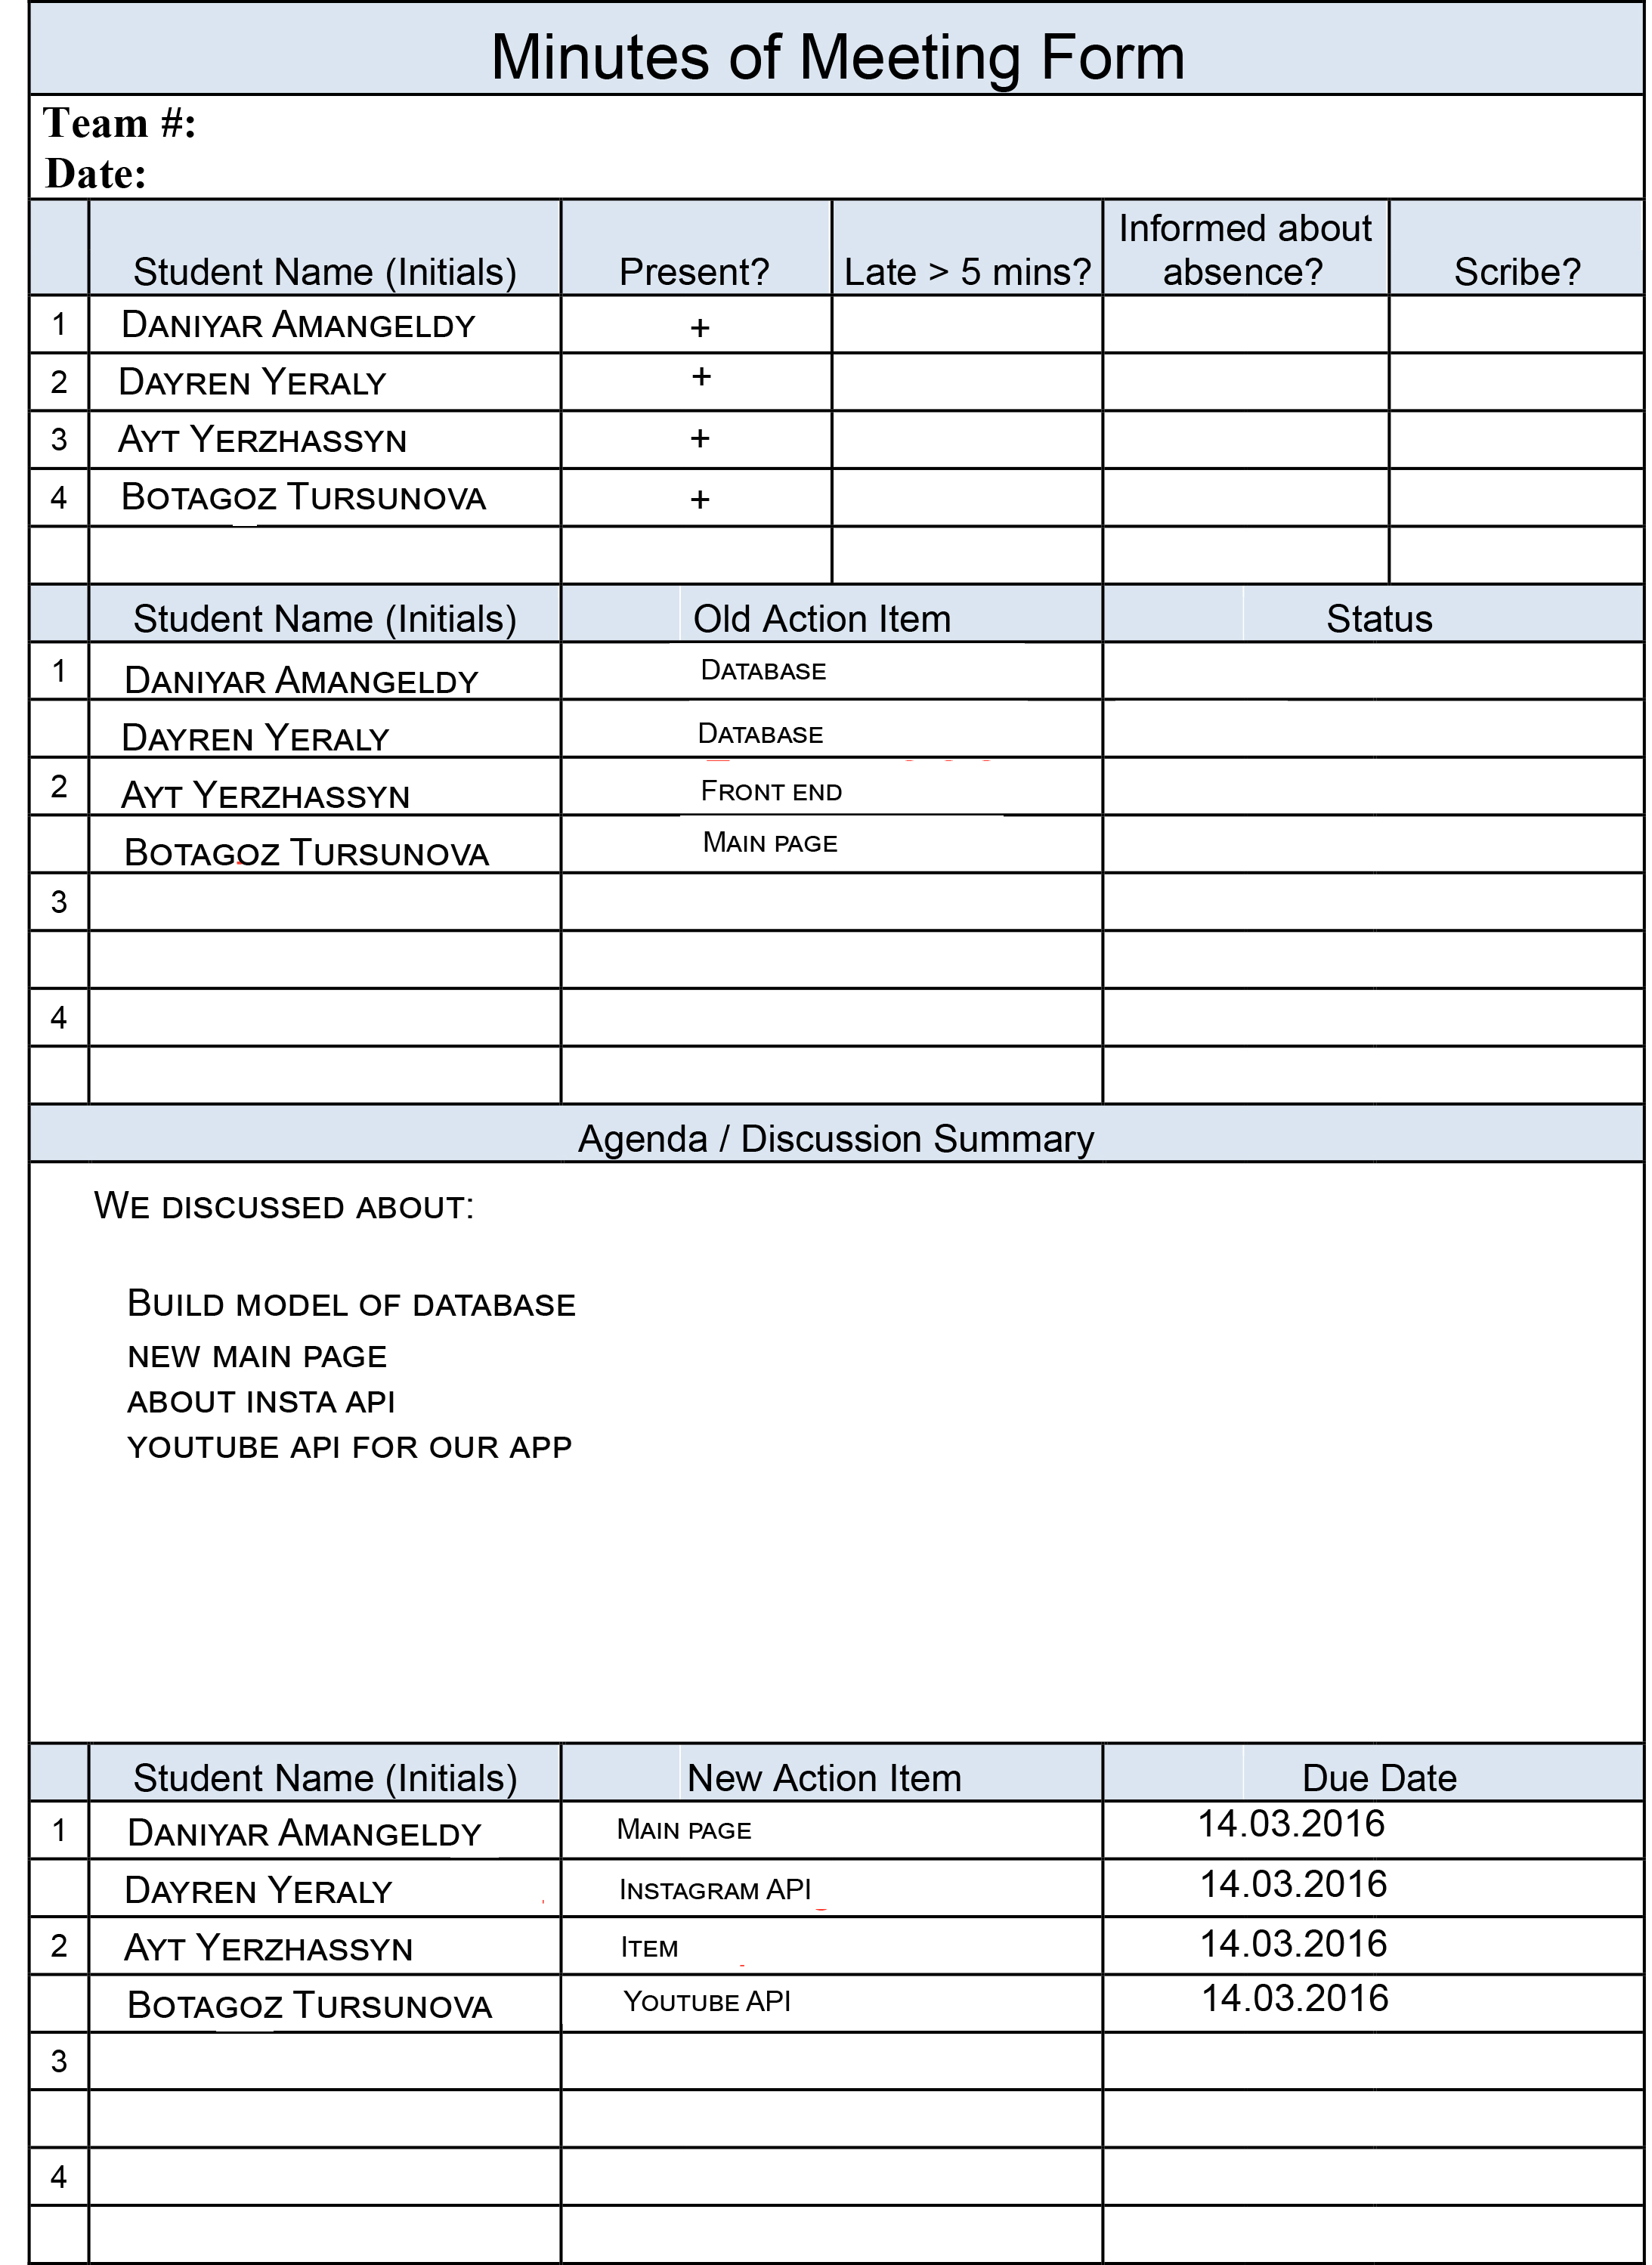 Minutes of Meeting Form
Team #:
Date:
Student Name (Initials) Present? Late > 5 mins? Informed about absence? Scribe?
1 Daniyar Amangeldy +
2 Dayren Yeraly +
3 Ayt Yerzhassyn +
4 Botagoz Tursunova +
Student Name (Initials) Old Action Item Status
1 Daniyar Amangeldy Database
Dayren Yeraly Database
2 Ayt Yerzhassyn Front end
Botagoz Tursunova Main page
3
4
Agenda / Discussion Summary
We discussed about:
Build model of database
new main page
about insta api
youtube api for our app
Student Name (Initials) New Action Item Due Date
1 Daniyar Amangeldy Main page 14.03.2016
Dayren Yeraly Instagram API 14.03.2016
2 Ayt Yerzhassyn Item 14.03.2016
Botagoz Tursunova Youtube API 14.03.2016
3
4